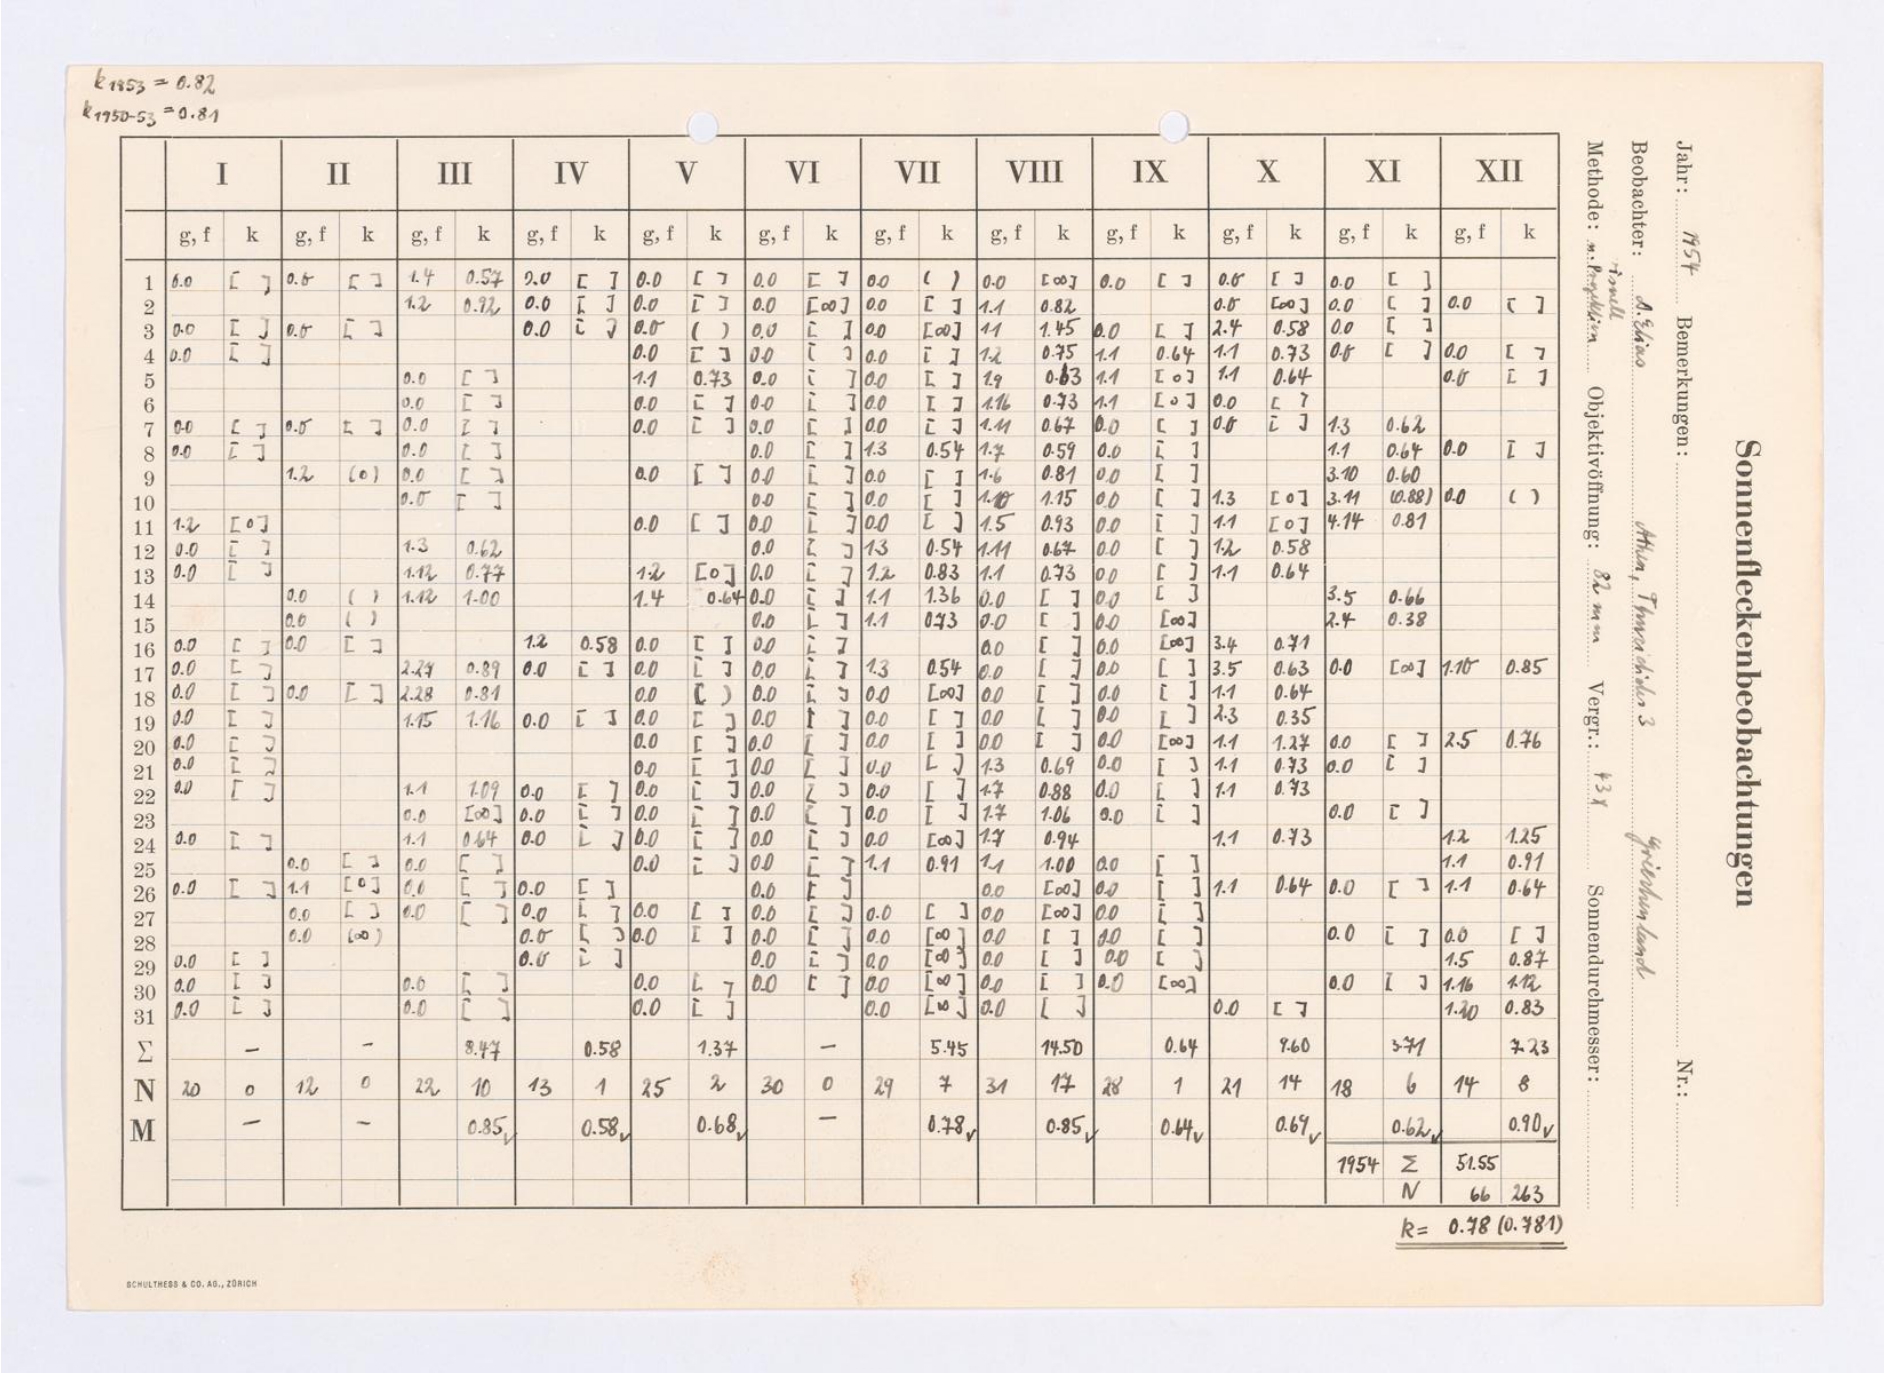 k1953 = 0.82
k1950-53 = 0.81
I II III IV V VI VII VIII IX X XI XII
g, f k g, f k g, f k g, f k g, f k g, f k g, f k g, f k g, f k g, f k g, f k g, f k
1 0.0 [ ] 0.0 [ ] 1.4 0.57 0.0 [ ] 0.0 [ ] 0.0 [ ] 0.0 ( ) 0.0 [∞] 0.0 [ ] 0.0 [ ] 0.0 [ ]
2 1.2 0.92 0.0 [ ] 0.0 [ ] 0.0 [∞] 0.0 [ ] 1.1 0.82 0.0 [∞] 0.0 [ ] 0.0 [ ]
3 0.0 [ ] 0.0 [ ] 0.0 [ ] 0.0 ( ) 0.0 [ ] 0.0 [∞] 1.1 1.45 0.0 [ ] 2.4 0.58 0.0 [ ]
4 0.0 [ ] 0.0 [ ] 0.0 [ ] 0.0 [ ] 1.2 0.75 1.1 0.64 1.1 0.73 0.0 [ ] 0.0 [ ]
5 0.0 [ ] 1.1 0.73 0.0 [ ] 0.0 [ ] 1.9 0.63 1.1 [0] 1.1 0.64 0.0 [ ]
6 0.0 [ ] 0.0 [ ] 0.0 [ ] 0.0 [ ] 1.16 0.73 1.1 [0] 0.0 [ ]
7 0.0 [ ] 0.0 [ ] 0.0 [ ] 0.0 [ ] 0.0 [ ] 0.0 [ ] 1.11 0.67 0.0 [ ] 0.0 [ ] 1.3 0.62
8 0.0 [ ] 0.0 [ ] 0.0 [ ] 1.3 0.54 1.7 0.59 0.0 [ ] 1.1 0.64 0.0 [ ]
9 1.2 (0) 0.0 [ ] 0.0 [ ] 0.0 [ ] 0.0 [ ] 1.6 0.81 0.0 [ ] 3.10 0.60
10 0.0 [ ] 0.0 [ ] 0.0 [ ] 1.10 1.15 0.0 [ ] 1.3 [0] 3.11 (0.88) 0.0 ( )
11 1.2 [0] 0.0 [ ] 0.0 [ ] 0.0 [ ] 1.5 0.93 0.0 [ ] 1.1 [0] 4.14 0.81
12 0.0 [ ] 1.3 0.62 0.0 [ ] 1.3 0.54 1.11 0.67 0.0 [ ] 1.2 0.58
13 0.0 [ ] 1.12 0.77 1.2 [0] 0.0 [ ] 1.2 0.83 1.1 0.73 0.0 [ ] 1.1 0.64
14 0.0 ( ) 1.12 1.00 1.4 0.64 0.0 [ ] 1.1 1.36 0.0 [ ] 0.0 [ ] 3.5 0.66
15 0.0 ( ) 0.0 [ ] 1.1 0.73 0.0 [ ] 0.0 [∞] 2.4 0.38
16 0.0 [ ] 0.0 [ ] 1.2 0.58 0.0 [ ] 0.0 [ ] 0.0 [ ] 0.0 [∞] 3.4 0.71
17 0.0 [ ] 2.27 0.89 0.0 [ ] 0.0 [ ] 0.0 [ ] 1.3 0.54 0.0 [ ] 0.0 [ ] 3.5 0.63 0.0 [∞] 1.10 0.85
18 0.0 [ ] 0.0 [ ] 2.28 0.81 0.0 [ ) 0.0 [ ] 0.0 [∞] 0.0 [ ] 0.0 [ ] 1.1 0.64
19 0.0 [ ] 1.15 1.16 0.0 [ ] 0.0 [ ] 0.0 [ ] 0.0 [ ] 0.0 [ ] 0.0 [ ] 2.3 0.35
20 0.0 [ ] 0.0 [ ] 0.0 [ ] 0.0 [ ] 0.0 [ ] 0.0 [∞] 1.1 1.27 0.0 [ ] 2.5 0.76
21 0.0 [ ] 0.0 [ ] 0.0 [ ] 0.0 [ ] 1.3 0.69 0.0 [ ] 1.1 0.73 0.0 [ ]
22 0.0 [ ] 1.1 1.09 0.0 [ ] 0.0 [ ] 0.0 [ ] 0.0 [ ] 1.7 0.88 0.0 [ ] 1.1 0.73
23 0.0 [∞] 0.0 [ ] 0.0 [ ] 0.0 [ ] 0.0 [ ] 1.7 1.06 0.0 [ ] 0.0 [ ]
24 0.0 [ ] 1.1 0.64 0.0 [ ] 0.0 [ ] 0.0 [ ] 0.0 [∞] 1.7 0.94 1.1 0.73 1.2 1.25
25 0.0 [ ] 0.0 [ ] 0.0 [ ] 0.0 [ ] 1.1 0.91 1.1 1.00 0.0 [ ] 1.1 0.91
26 0.0 [ ] 1.1 [0] 0.0 [ ] 0.0 [ ] 0.0 [ ] 0.0 [∞] 0.0 [ ] 1.1 0.64 0.0 [ ] 1.1 0.64
27 0.0 [ ] 0.0 [ ] 0.0 [ ] 0.0 [ ] 0.0 [ ] 0.0 [ ] 0.0 [∞] 0.0 [ ]
28 0.0 (∞) 0.0 [ ] 0.0 [ ] 0.0 [ ] 0.0 [∞] 0.0 [ ] 0.0 [ ] 0.0 [ ] 0.0 [ ]
29 0.0 [ ] 0.0 [ ] 0.0 [ ] 0.0 [∞] 0.0 [ ] 0.0 [ ] 1.5 0.87
30 0.0 [ ] 0.0 [ ] 0.0 [ ] 0.0 [ ] 0.0 [∞] 0.0 [ ] 0.0 [∞] 0.0 [ ] 1.16 1.12
31 0.0 [ ] 0.0 [ ] 0.0 [ ] 0.0 [∞] 0.0 [ ] 0.0 [ ] 1.20 0.83
Σ – – 8.47 0.58 1.37 – 5.45 14.50 0.64 9.60 3.71 7.23
N 20 0 12 0 22 10 13 1 25 2 30 0 29 7 31 17 28 1 21 14 18 6 14 8
M – – 0.85✓ 0.58✓ 0.68✓ – 0.78✓ 0.85✓ 0.64✓ 0.69✓ 0.62✓ 0.90✓
1954 Σ 51.55
N 66 263
k = 0.78 (0.781)
SCHULTHESS & CO. AG., ZÜRICH
Sonnenfleckenbeobachtungen
Jahr: 1954 Bemerkungen: Nr.:
Beobachter: D. Elias Athen, 3 Griechenland
Methode: Objektivöffnung: 82 mm Vergr.: 43x Sonnendurchmesser: